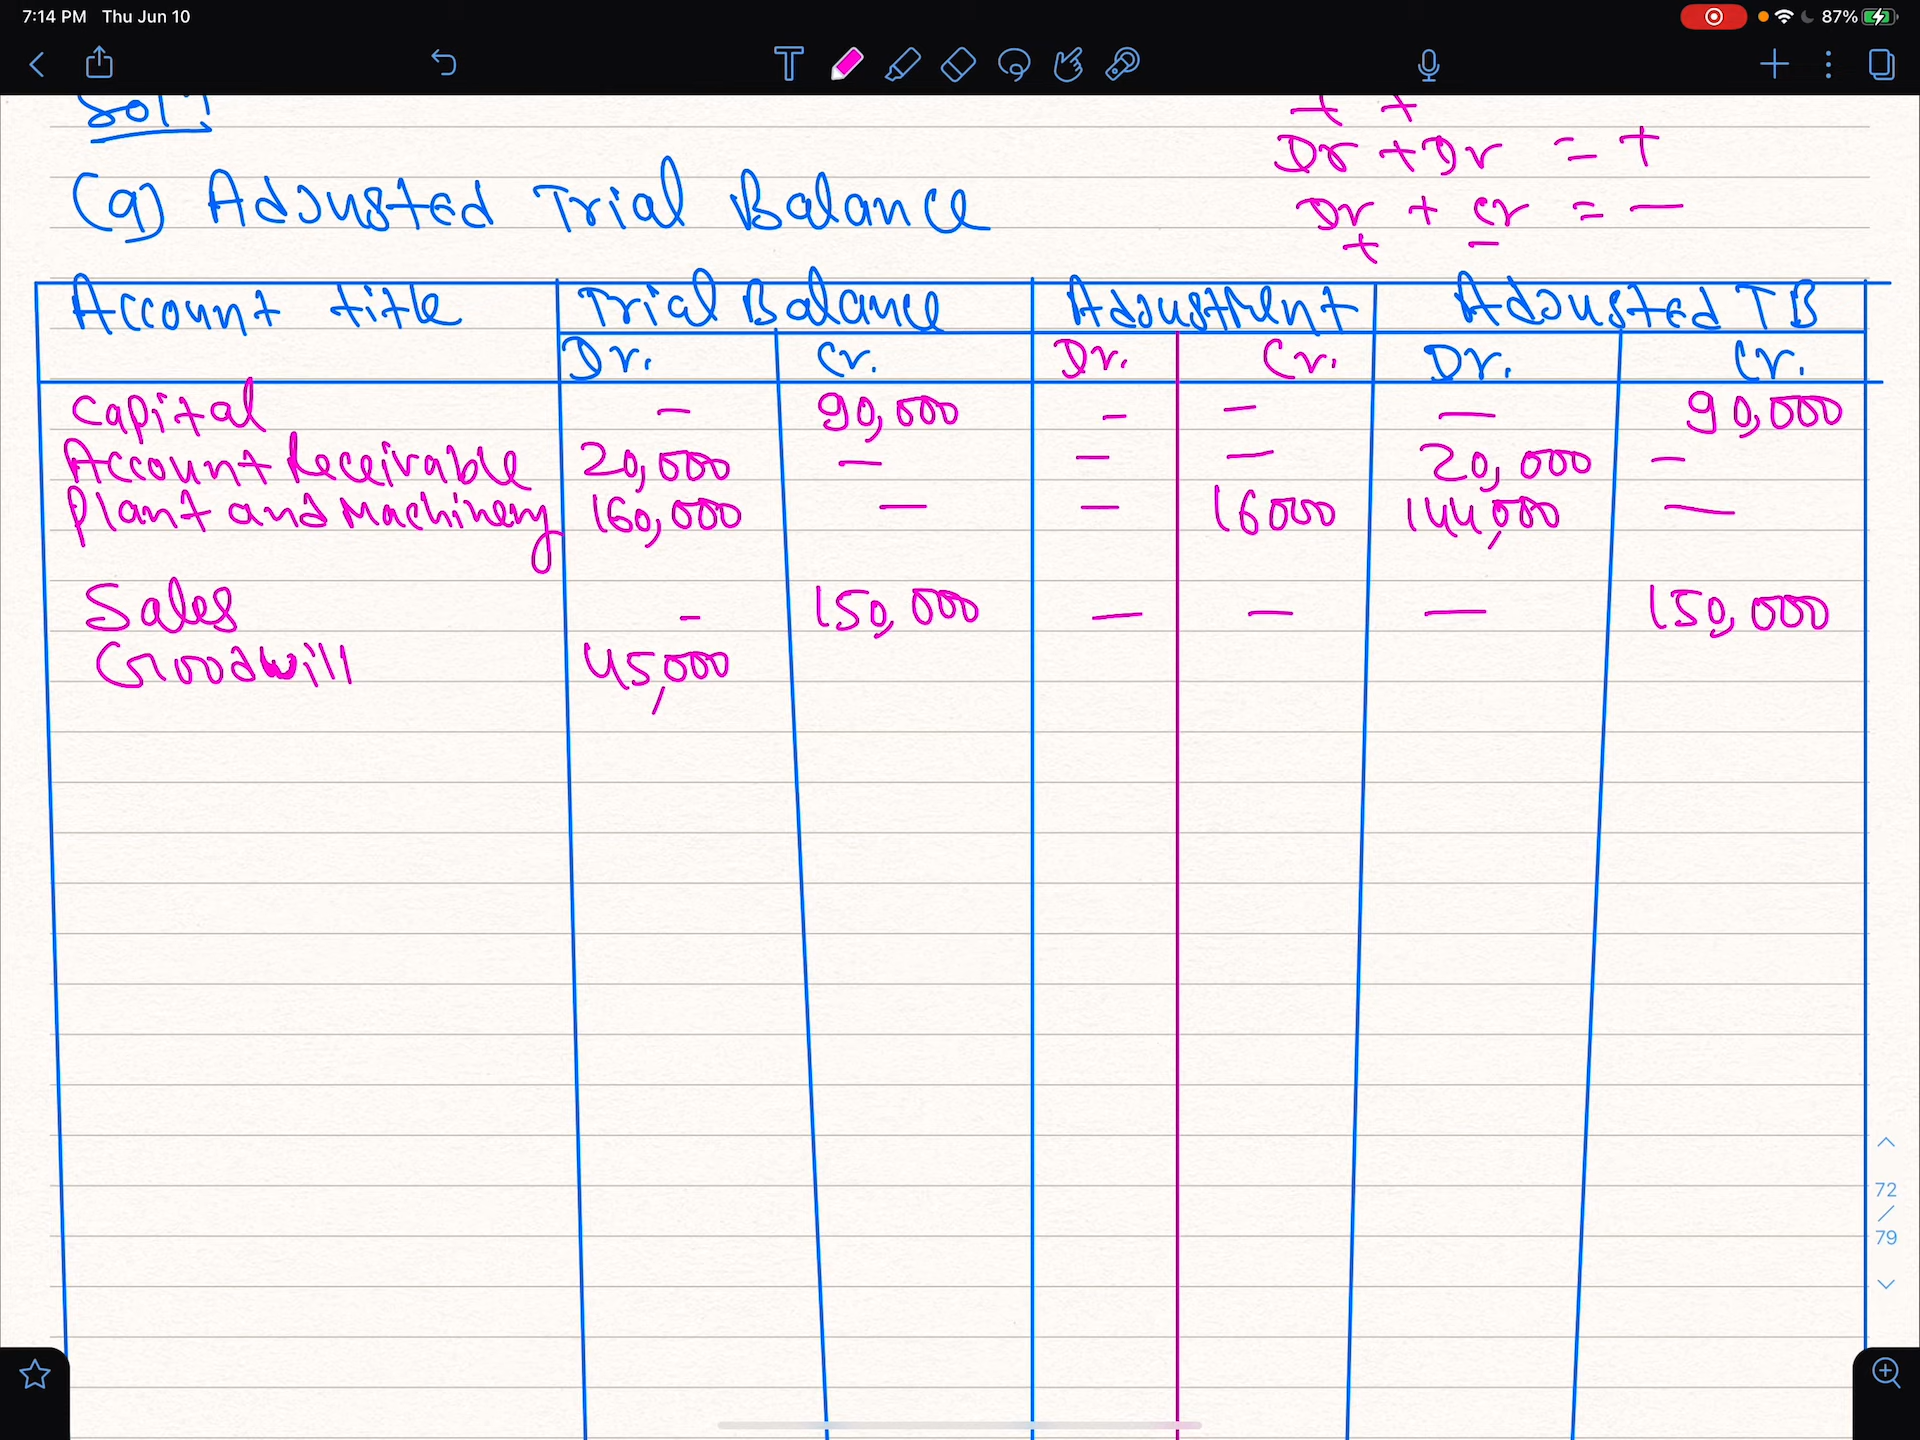 7:14 PM Thu Jun 10 87%
Sol
(a) Adjusted Trial Balance
+ +
Dr + Dr = +
Dr + Cr = -
+ -
Account title Trial Balance Adjustment Adjusted TB
Dr. Cr. Dr. Cr. Dr. Cr.
Capital - 90,000 - - - 90,000
Account Receivable 20,000 - - - 20,000 -
Plant and Machinery 160,000 - - 16000 144,000 -
Sales - 150,000 - - - 150,000
Goodwill 45,000
72
/
79